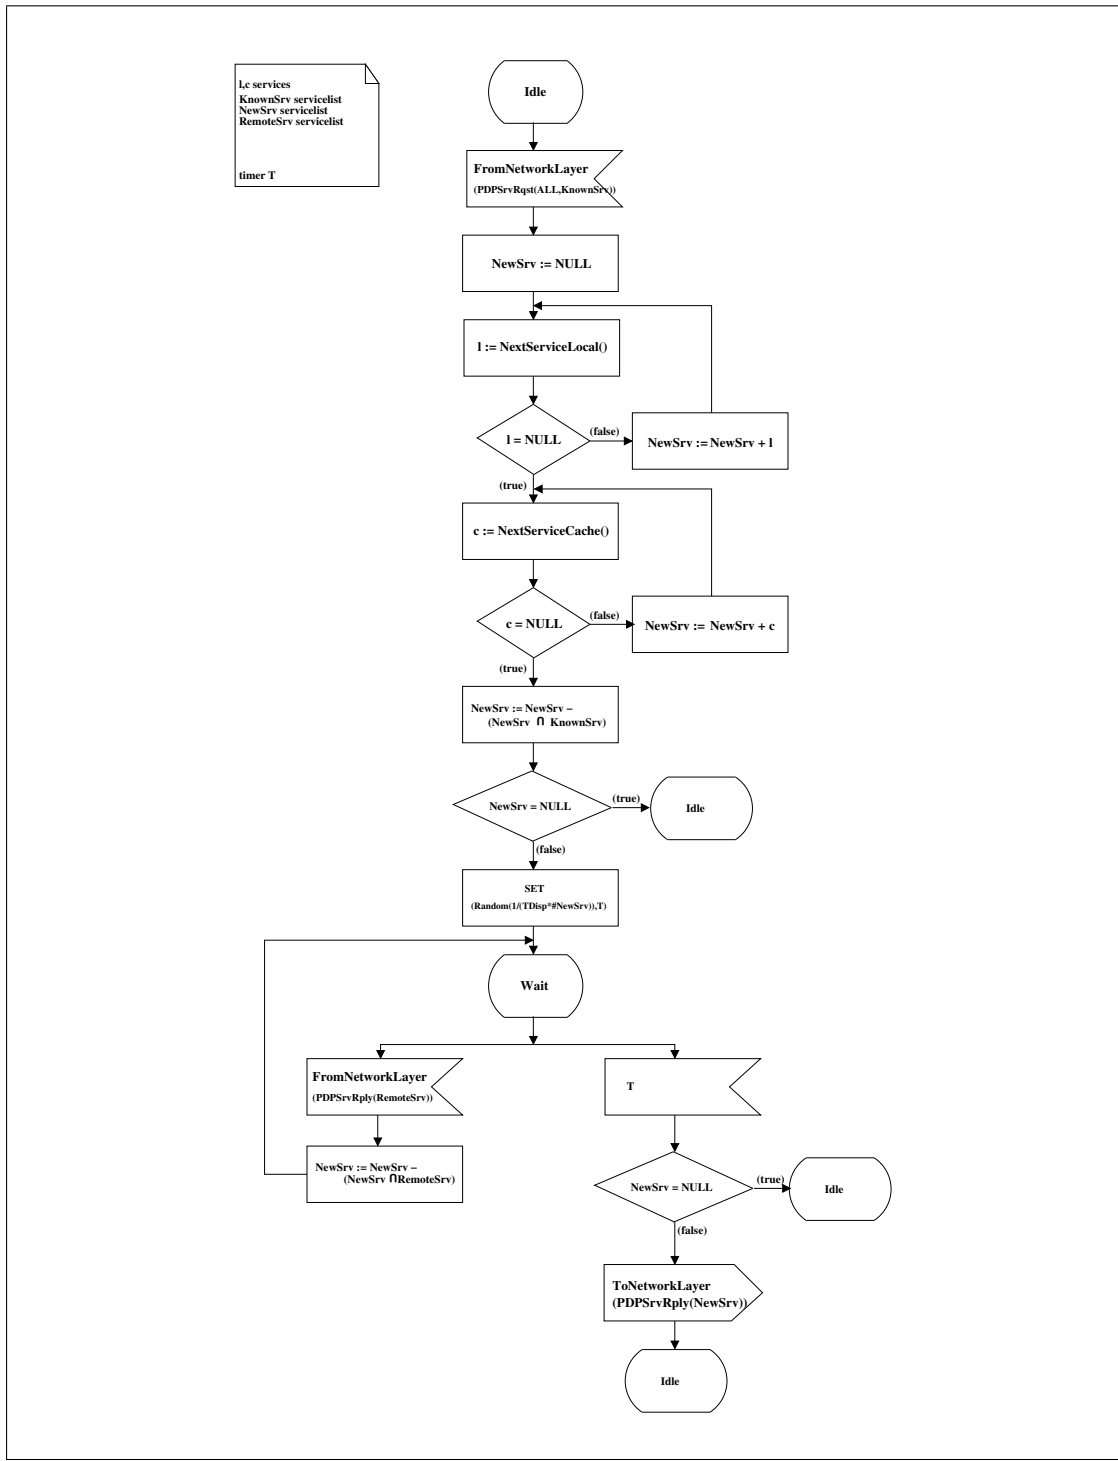 l,c services
KnownSrv servicelist
NewSrv servicelist
RemoteSrv servicelist
timer T
Idle
FromNetworkLayer
(PDPSrvRqst(ALL,KnownSrv))
NewSrv := NULL
l := NextServiceLocal()
l = NULL
(false)
NewSrv := NewSrv + l
(true)
c := NextServiceCache()
c = NULL
(false)
NewSrv := NewSrv + c
(true)
NewSrv := NewSrv −
(NewSrv ∩ KnownSrv)
NewSrv = NULL
(true)
Idle
(false)
SET
(Random(1/(TDisp*#NewSrv)),T)
Wait
FromNetworkLayer
(PDPSrvRply(RemoteSrv))
NewSrv := NewSrv −
(NewSrv ∩RemoteSrv)
T
NewSrv = NULL
(true)
Idle
(false)
ToNetworkLayer
(PDPSrvRply(NewSrv))
Idle